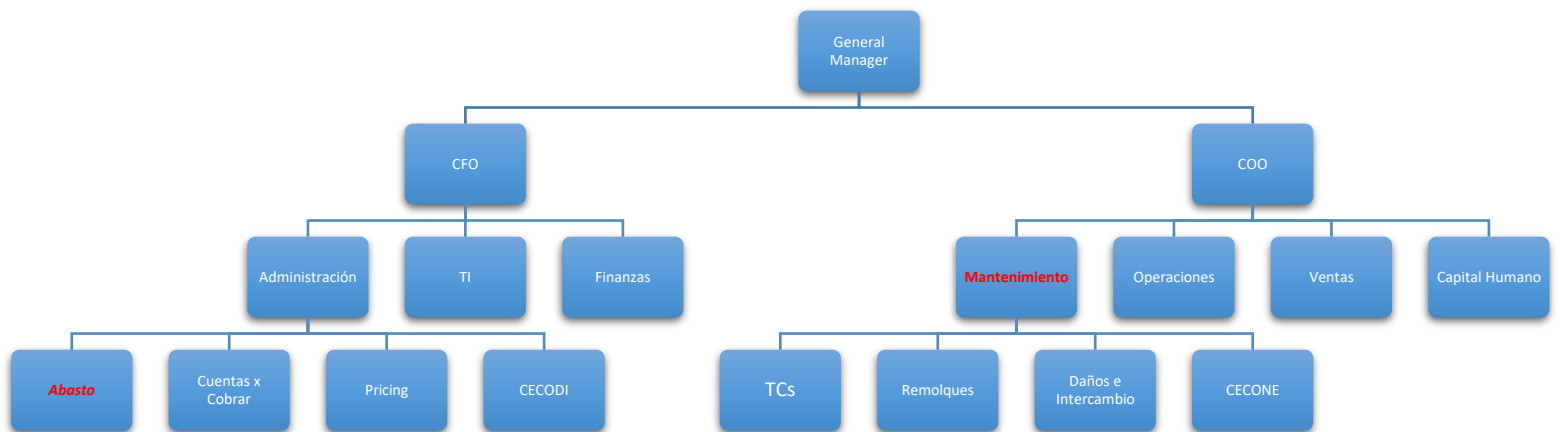 General
Manager
CFO
COO
Administración
TI
Finanzas
Mantenimiento
Operaciones
Ventas
Capital Humano
Abasto
Cuentas x
Cobrar
Pricing
CECODI
TCs
Remolques
Daños e
Intercambio
CECONE